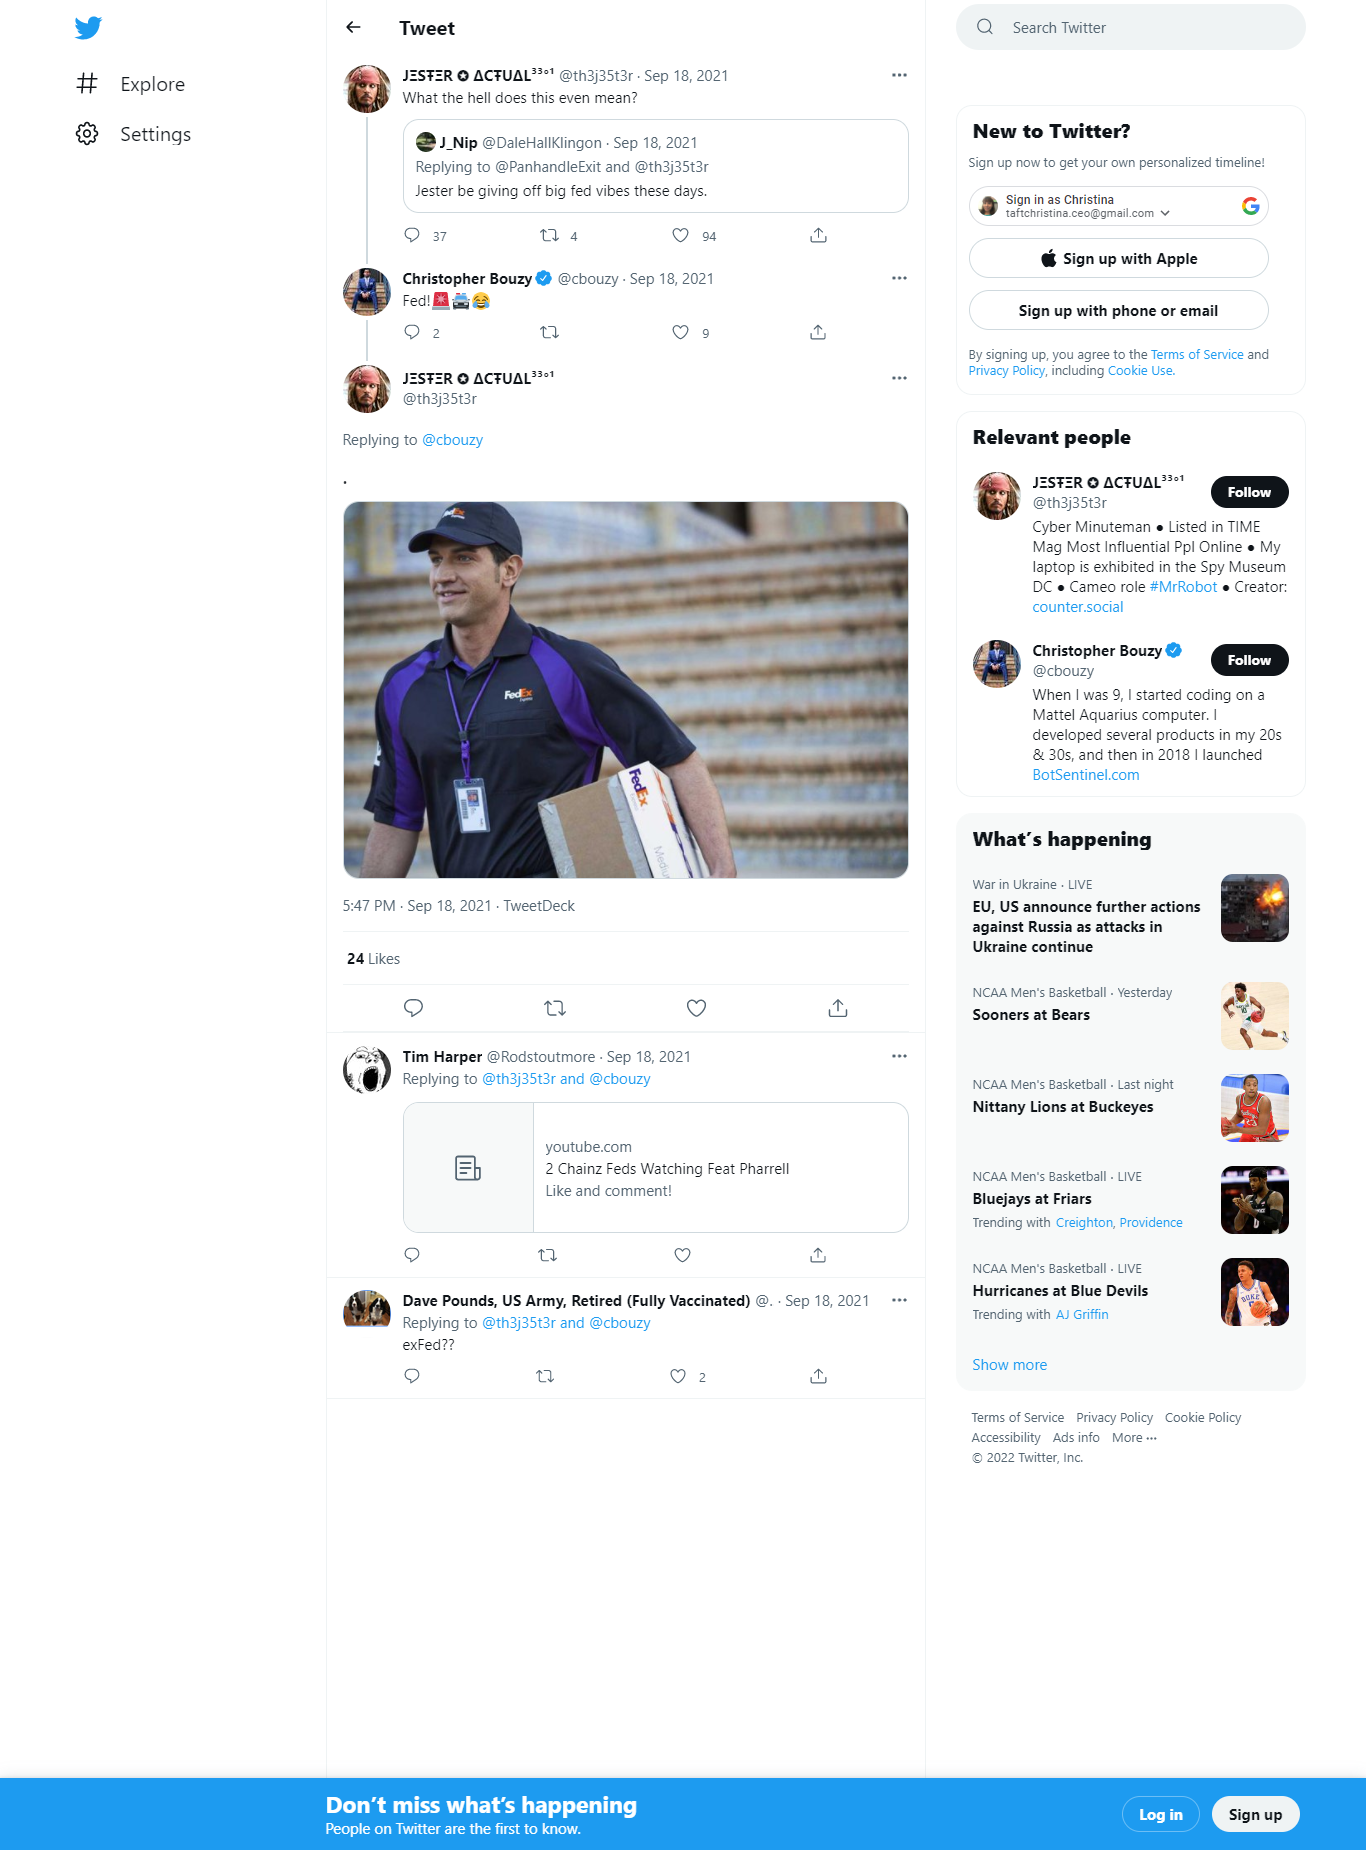 Tweet
Search Twitter
Explore
Settings
JΞSŦΞR ✪ ΔCŦUΔL³³º¹ @th3j35t3r · Sep 18, 2021
What the hell does this even mean?
J_Nip @DaleHallKlingon · Sep 18, 2021
Replying to @PanhandleExit and @th3j35t3r
Jester be giving off big fed vibes these days.
37 4 94
Christopher Bouzy @cbouzy · Sep 18, 2021
Fed!🚨🚔😂
2 9
JΞSŦΞR ✪ ΔCŦUΔL³³º¹
@th3j35t3r
Replying to @cbouzy
.
FedEx
FedEx
Express
FedEx
Medium
5:47 PM · Sep 18, 2021 · TweetDeck
24 Likes
Tim Harper @Rodstoutmore · Sep 18, 2021
Replying to @th3j35t3r and @cbouzy
youtube.com
2 Chainz Feds Watching Feat Pharrell
Like and comment!
Dave Pounds, US Army, Retired (Fully Vaccinated) @. · Sep 18, 2021
Replying to @th3j35t3r and @cbouzy
exFed??
2
New to Twitter?
Sign up now to get your own personalized timeline!
Sign in as Christina
taftchristina.ceo@gmail.com
Sign up with Apple
Sign up with phone or email
By signing up, you agree to the Terms of Service and
Privacy Policy, including Cookie Use.
Relevant people
JΞSŦΞR ✪ ΔCŦUΔL³³º¹
@th3j35t3r
Follow
Cyber Minuteman ● Listed in TIME
Mag Most Influential Ppl Online ● My
laptop is exhibited in the Spy Museum
DC ● Cameo role #MrRobot ● Creator:
counter.social
Christopher Bouzy
@cbouzy
Follow
When I was 9, I started coding on a
Mattel Aquarius computer. I
developed several products in my 20s
& 30s, and then in 2018 I launched
BotSentinel.com
What's happening
War in Ukraine · LIVE
EU, US announce further actions
against Russia as attacks in
Ukraine continue
NCAA Men's Basketball · Yesterday
Sooners at Bears
NCAA Men's Basketball · Last night
Nittany Lions at Buckeyes
NCAA Men's Basketball · LIVE
Bluejays at Friars
Trending with Creighton, Providence
NCAA Men's Basketball · LIVE
Hurricanes at Blue Devils
Trending with AJ Griffin
Show more
Terms of Service Privacy Policy Cookie Policy
Accessibility Ads info More ···
© 2022 Twitter, Inc.
Don't miss what's happening
People on Twitter are the first to know.
Log in
Sign up